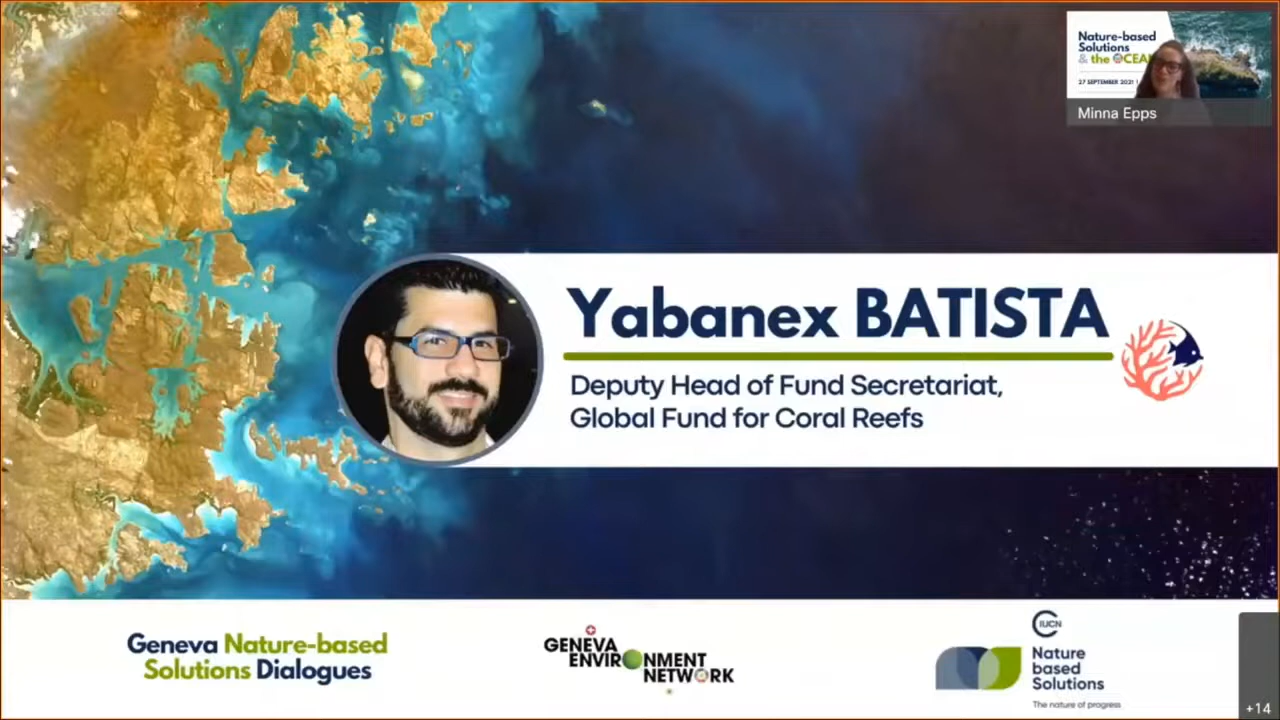 Nature-based
Solutions
& the OCEA
27 SEPTEMBER 2021
Minna Epps
Yabanex BATISTA
Deputy Head of Fund Secretariat,
Global Fund for Coral Reefs
Geneva Nature-based
Solutions Dialogues
GENEVA
ENVIRONMENT
NETWORK
IUCN
Nature
based
Solutions
The nature of progress
+14